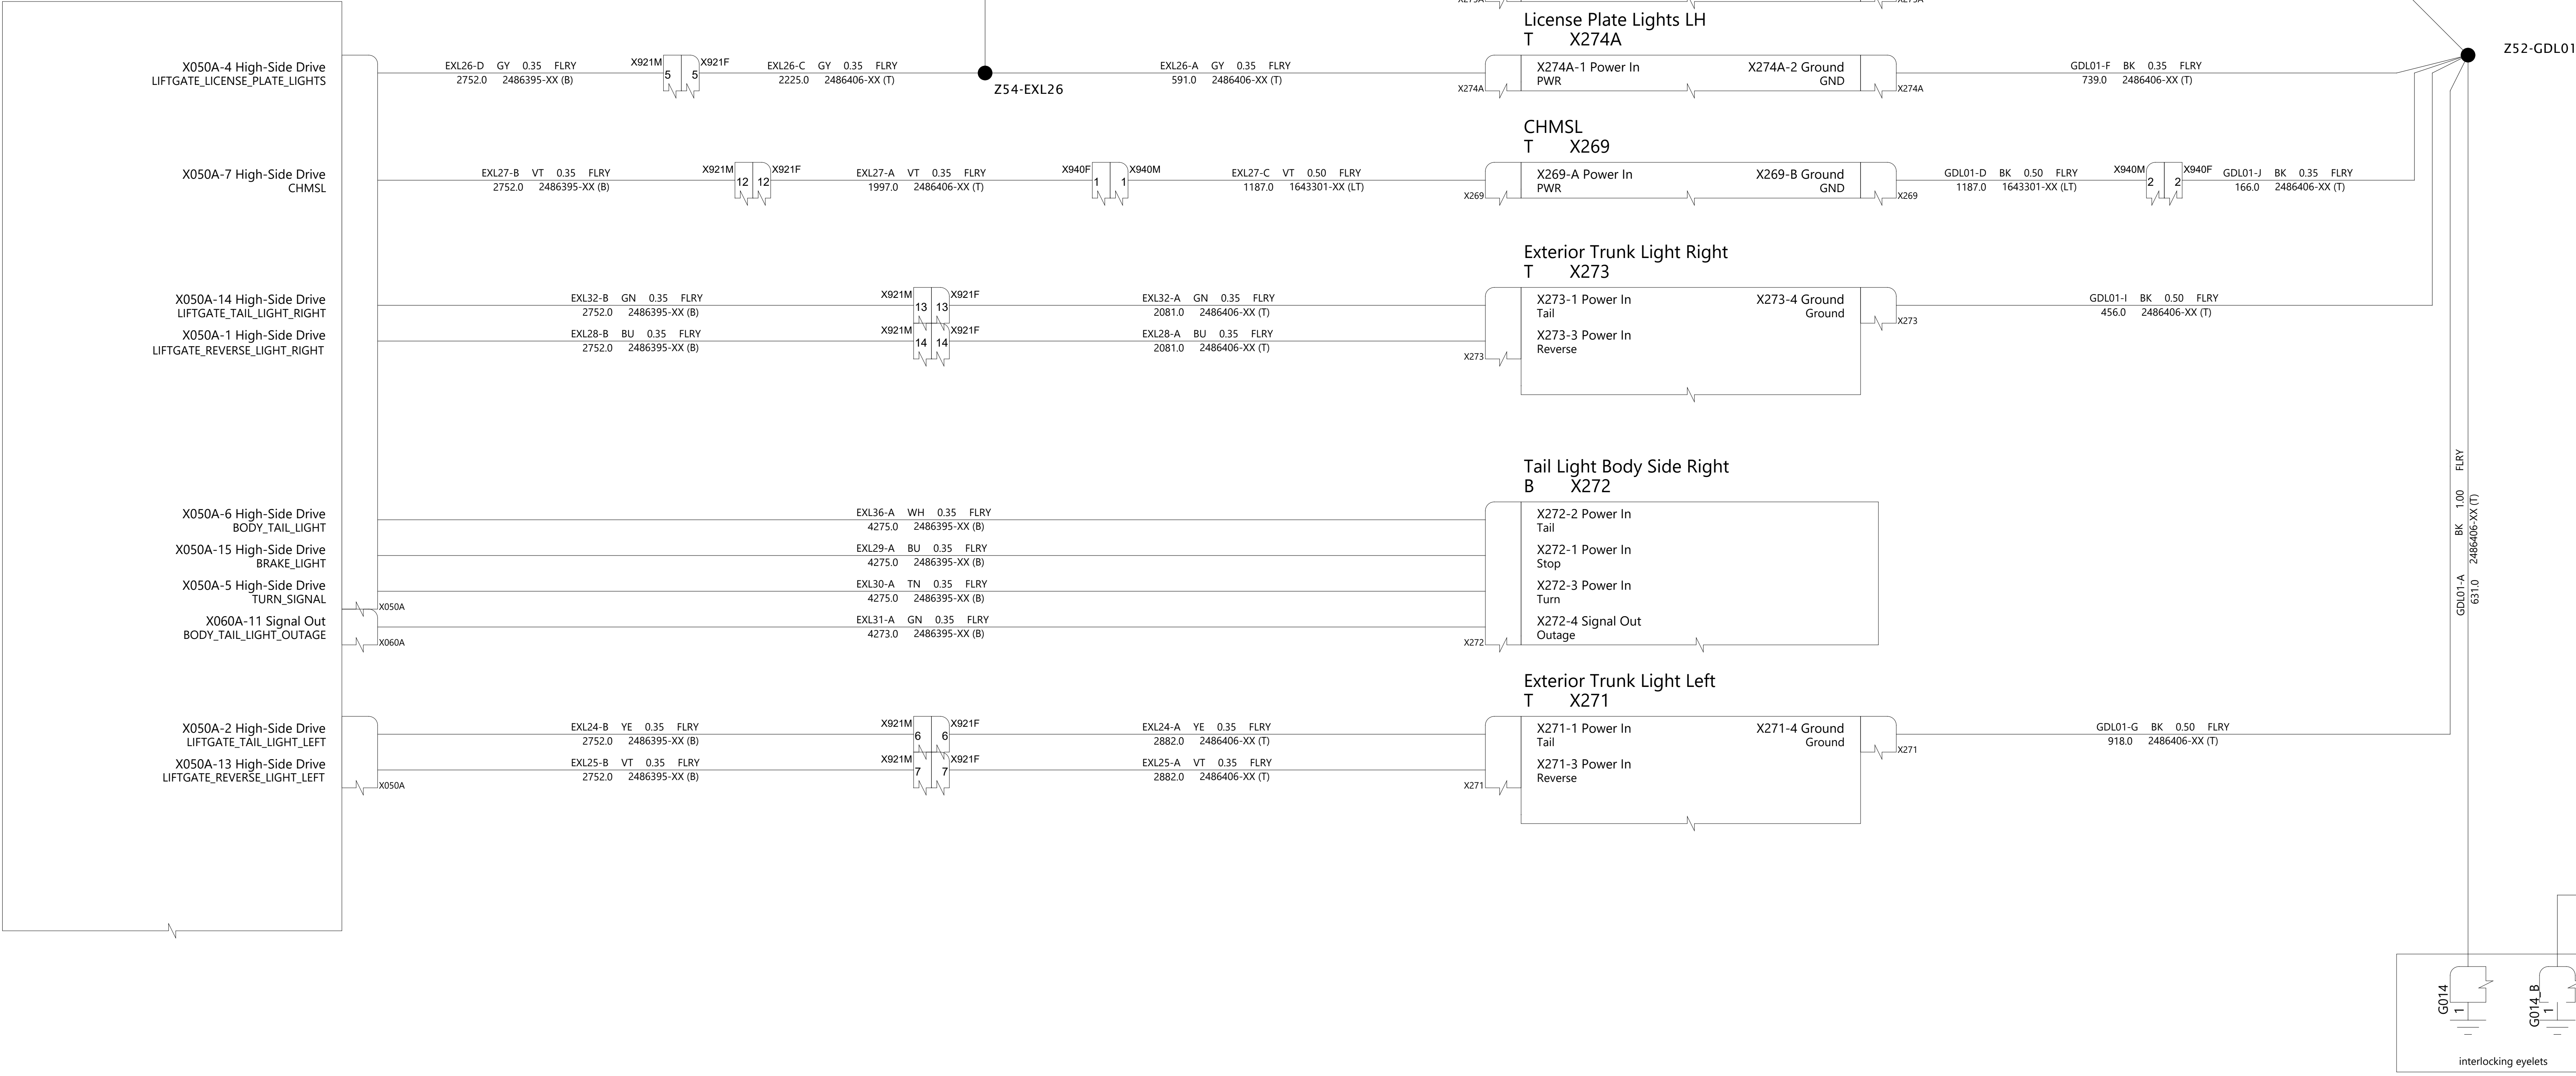 X273A X273A
License Plate Lights LH
T X274A
Z52-GDL01
X050A-4 High-Side Drive
LIFTGATE_LICENSE_PLATE_LIGHTS
EXL26-D GY 0.35 FLRY
2752.0 2486395-XX (B)
X921M 5 5 X921F
EXL26-C GY 0.35 FLRY
2225.0 2486406-XX (T)
Z54-EXL26
EXL26-A GY 0.35 FLRY
591.0 2486406-XX (T)
X274A
X274A-1 Power In
PWR
X274A-2 Ground
GND
X274A
GDL01-F BK 0.35 FLRY
739.0 2486406-XX (T)
CHMSL
T X269
X050A-7 High-Side Drive
CHMSL
EXL27-B VT 0.35 FLRY
2752.0 2486395-XX (B)
X921M 12 12 X921F
EXL27-A VT 0.35 FLRY
1997.0 2486406-XX (T)
X940F 1 1 X940M
EXL27-C VT 0.50 FLRY
1187.0 1643301-XX (LT)
X269
X269-A Power In
PWR
X269-B Ground
GND
X269
GDL01-D BK 0.50 FLRY
1187.0 1643301-XX (LT)
X940M 2 2 X940F
GDL01-J BK 0.35 FLRY
166.0 2486406-XX (T)
Exterior Trunk Light Right
T X273
X050A-14 High-Side Drive
LIFTGATE_TAIL_LIGHT_RIGHT
EXL32-B GN 0.35 FLRY
2752.0 2486395-XX (B)
X921M 13 13 X921F
EXL32-A GN 0.35 FLRY
2081.0 2486406-XX (T)
X273-1 Power In
Tail
X273-4 Ground
Ground
X273
GDL01-I BK 0.50 FLRY
456.0 2486406-XX (T)
X050A-1 High-Side Drive
LIFTGATE_REVERSE_LIGHT_RIGHT
EXL28-B BU 0.35 FLRY
2752.0 2486395-XX (B)
X921M 14 14 X921F
EXL28-A BU 0.35 FLRY
2081.0 2486406-XX (T)
X273
X273-3 Power In
Reverse
Tail Light Body Side Right
B X272
X050A-6 High-Side Drive
BODY_TAIL_LIGHT
EXL36-A WH 0.35 FLRY
4275.0 2486395-XX (B)
X272-2 Power In
Tail
X050A-15 High-Side Drive
BRAKE_LIGHT
EXL29-A BU 0.35 FLRY
4275.0 2486395-XX (B)
X272-1 Power In
Stop
X050A-5 High-Side Drive
TURN_SIGNAL
X050A
EXL30-A TN 0.35 FLRY
4275.0 2486395-XX (B)
X272-3 Power In
Turn
X060A-11 Signal Out
BODY_TAIL_LIGHT_OUTAGE
X060A
EXL31-A GN 0.35 FLRY
4273.0 2486395-XX (B)
X272
X272-4 Signal Out
Outage
GDL01-A BK 1.00 FLRY
631.0 2486406-XX (T)
Exterior Trunk Light Left
T X271
X050A-2 High-Side Drive
LIFTGATE_TAIL_LIGHT_LEFT
EXL24-B YE 0.35 FLRY
2752.0 2486395-XX (B)
X921M 6 6 X921F
EXL24-A YE 0.35 FLRY
2882.0 2486406-XX (T)
X271-1 Power In
Tail
X271-4 Ground
Ground
X271
GDL01-G BK 0.50 FLRY
918.0 2486406-XX (T)
X050A-13 High-Side Drive
LIFTGATE_REVERSE_LIGHT_LEFT
X050A
EXL25-B VT 0.35 FLRY
2752.0 2486395-XX (B)
X921M 7 7 X921F
EXL25-A VT 0.35 FLRY
2882.0 2486406-XX (T)
X271
X271-3 Power In
Reverse
G014 1
G014_B 1
interlocking eyelets